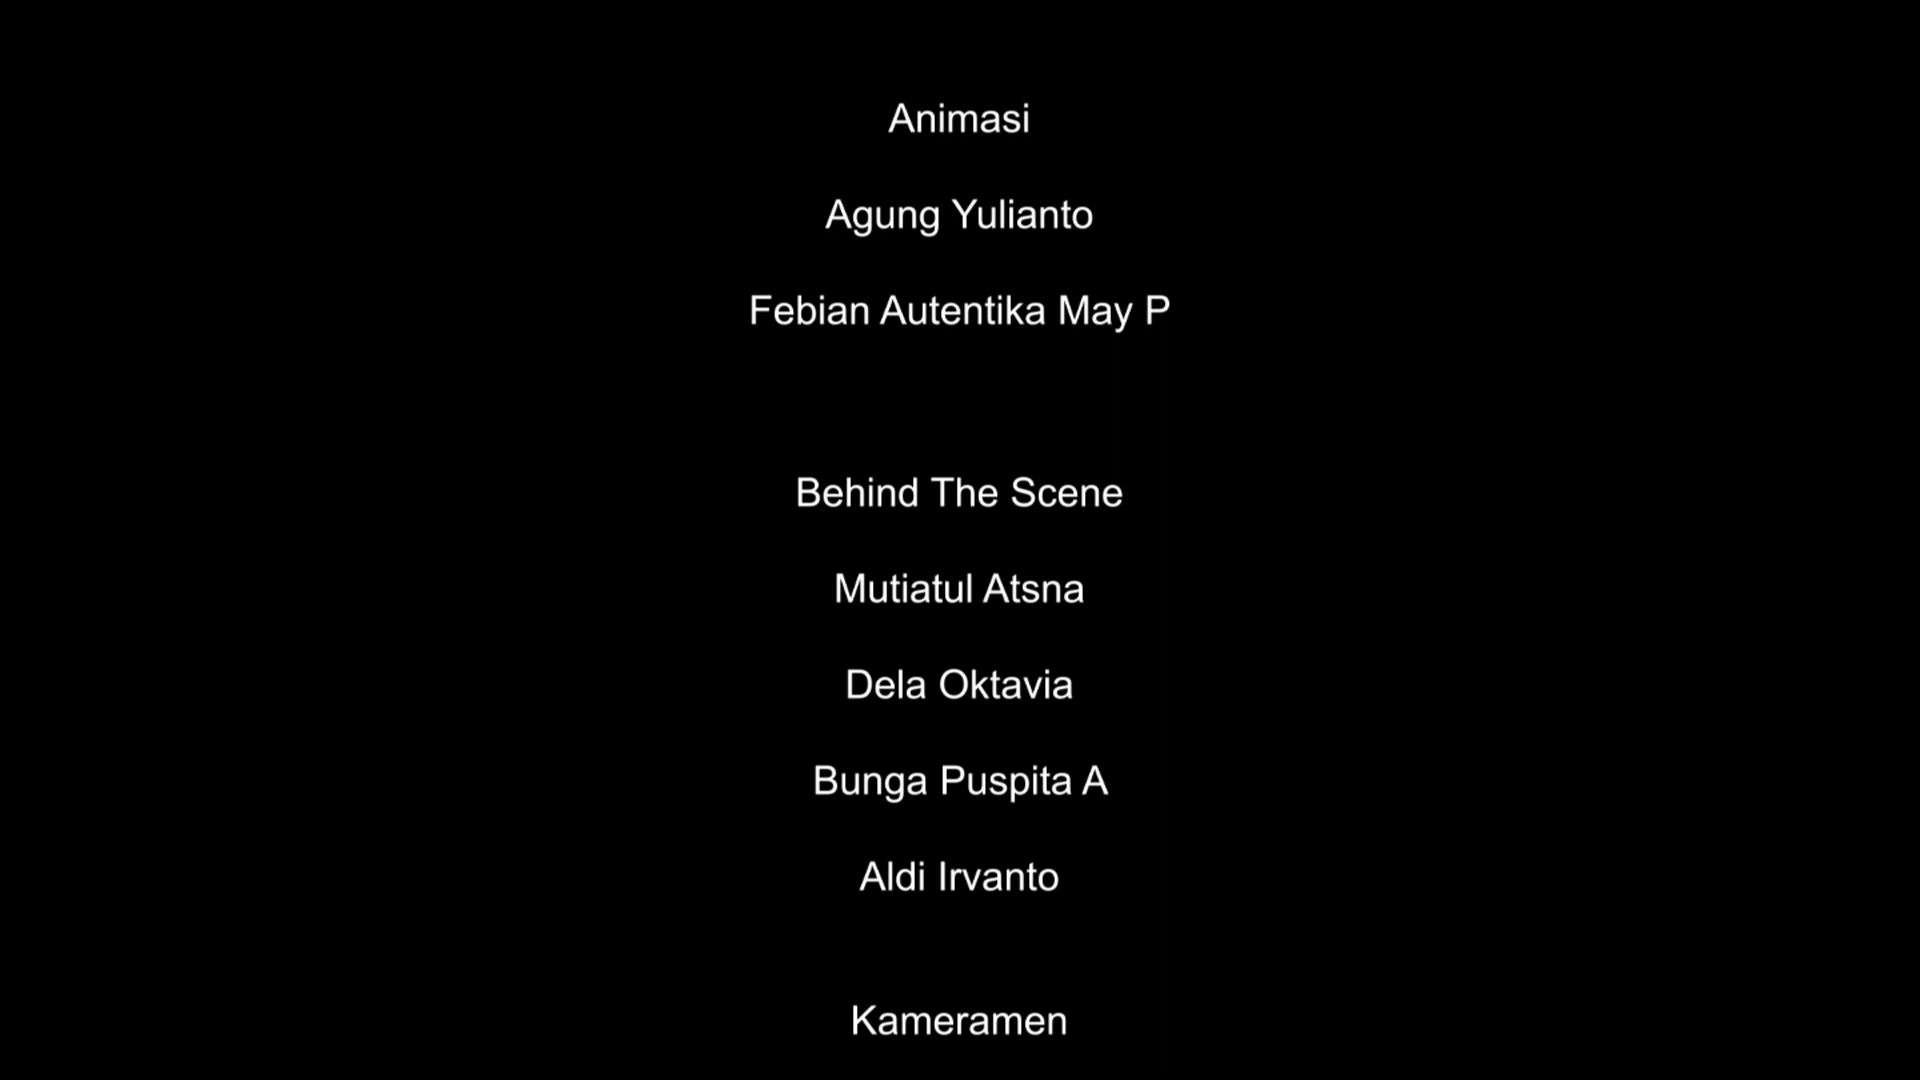 Animasi
Agung Yulianto
Febian Autentika May P
Behind The Scene
Mutiatul Atsna
Dela Oktavia
Bunga Puspita A
Aldi Irvanto
Kameramen